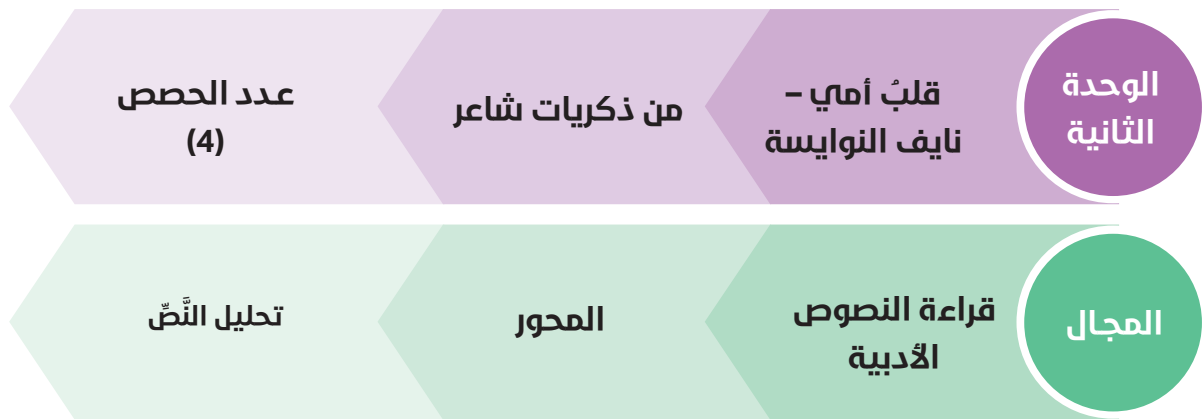 الوحدة
الثانية
قلبُ أمي –
نايف النوايسة
من ذكريات شاعر
عدد الحصص
(4)
المجال
قراءة النصوص
الأدبية
المحور
تحليل النَّصِّ